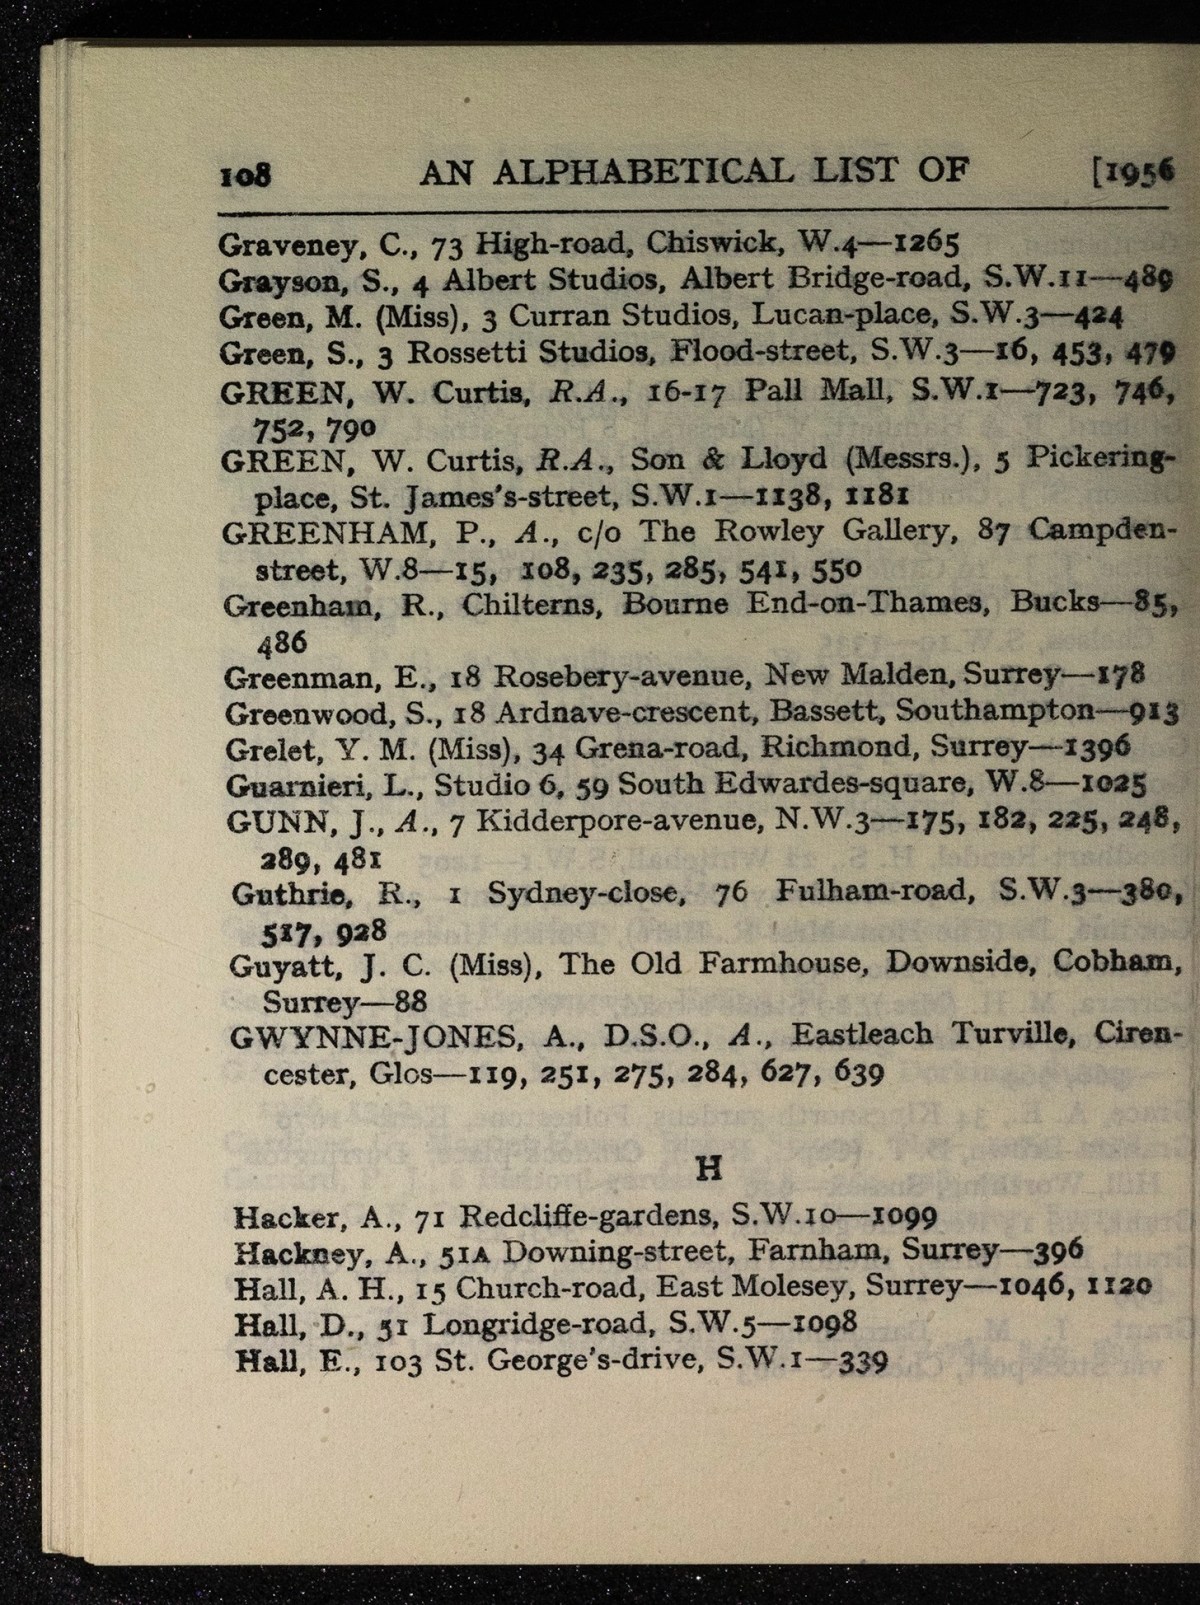 108 AN ALPHABETICAL LIST OF [1956
Graveney, C., 73 High-road, Chiswick, W.4—1265
Grayson, S., 4 Albert Studios, Albert Bridge-road, S.W.11—489
Green, M. (Miss), 3 Curran Studios, Lucan-place, S.W.3—424
Green, S., 3 Rossetti Studios, Flood-street, S.W.3—16, 453, 479
GREEN, W. Curtis, R.A., 16-17 Pall Mall, S.W.1—723, 746,
752, 790
GREEN, W. Curtis, R.A., Son & Lloyd (Messrs.), 5 Pickering-
place, St. James's-street, S.W.1—1138, 1181
GREENHAM, P., A., c/o The Rowley Gallery, 87 Campden-
street, W.8—15, 108, 235, 285, 541, 550
Greenham, R., Chilterns, Bourne End-on-Thames, Bucks—85,
486
Greenman, E., 18 Rosebery-avenue, New Malden, Surrey—178
Greenwood, S., 18 Ardnave-crescent, Bassett, Southampton—913
Grelet, Y. M. (Miss), 34 Grena-road, Richmond, Surrey—1396
Guarnieri, L., Studio 6, 59 South Edwardes-square, W.8—1025
GUNN, J., A., 7 Kidderpore-avenue, N.W.3—175, 182, 225, 248,
289, 481
Guthrie, R., 1 Sydney-close, 76 Fulham-road, S.W.3—380,
517, 928
Guyatt, J. C. (Miss), The Old Farmhouse, Downside, Cobham,
Surrey—88
GWYNNE-JONES, A., D.S.O., A., Eastleach Turville, Ciren-
cester, Glos—119, 251, 275, 284, 627, 639
H
Hacker, A., 71 Redcliffe-gardens, S.W.10—1099
Hackney, A., 51A Downing-street, Farnham, Surrey—396
Hall, A. H., 15 Church-road, East Molesey, Surrey—1046, 1120
Hall, D., 51 Longridge-road, S.W.5—1098
Hall, E., 103 St. George's-drive, S.W.1—339